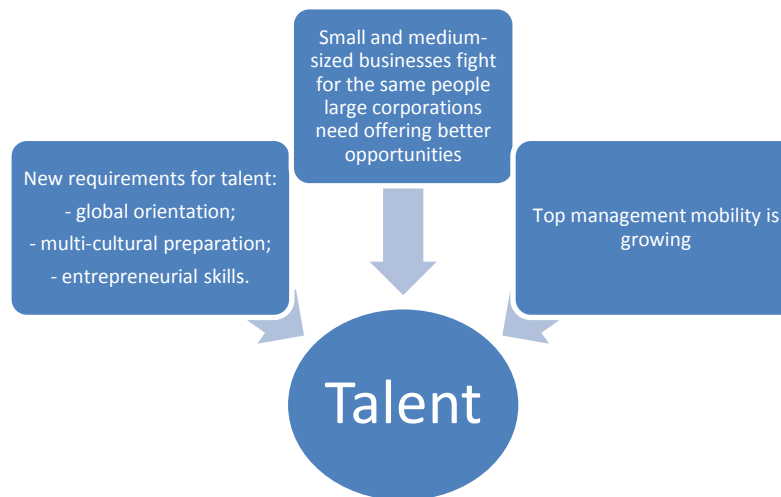 Small and medium-
sized businesses fight
for the same people
large corporations
need offering better
opportunities
New requirements for talent:
- global orientation;
- multi-cultural preparation;
- entrepreneurial skills.
Top management mobility is
growing
Talent